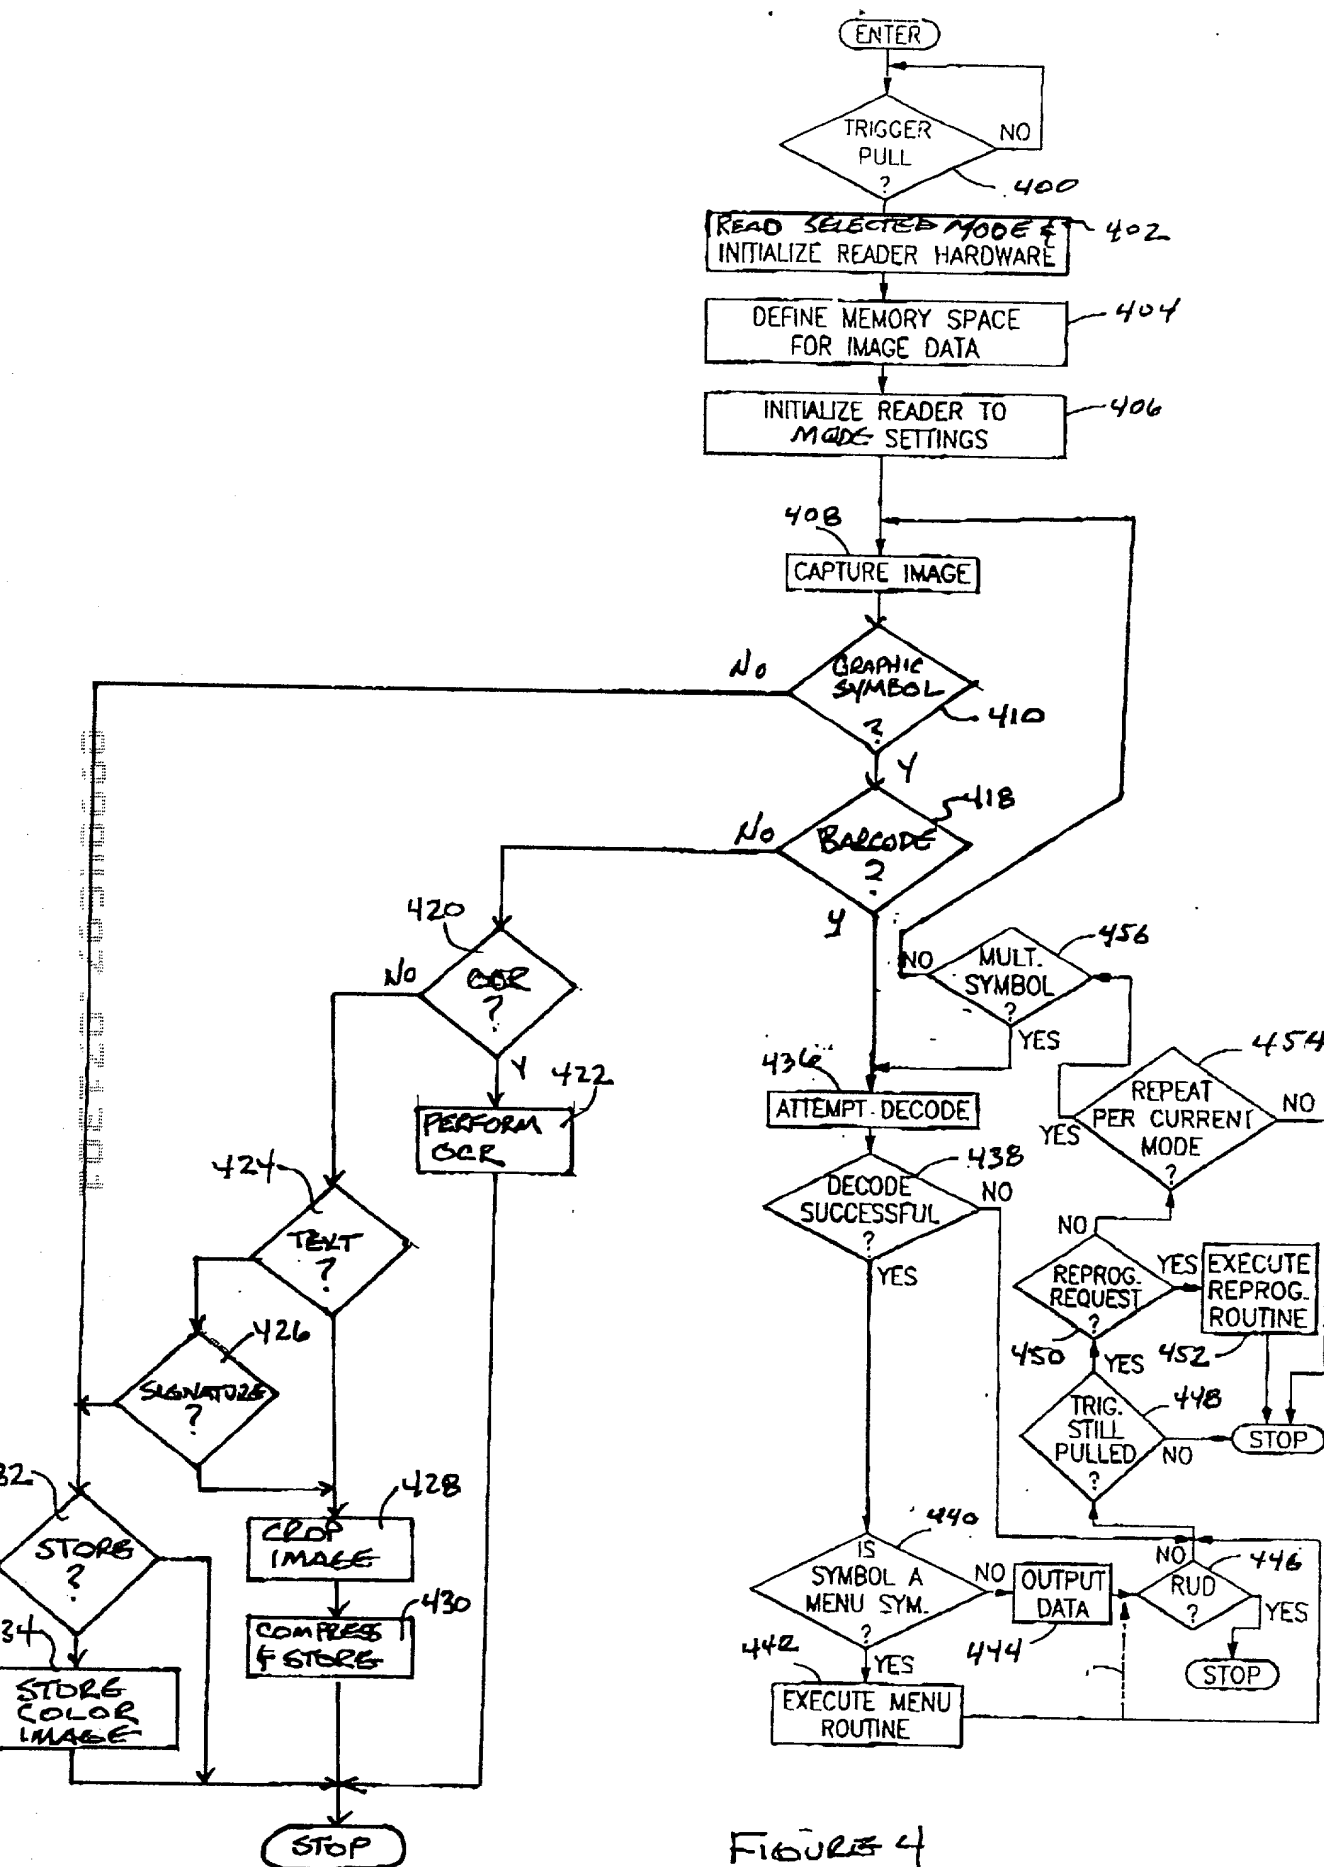 ENTER
TRIGGER
PULL
?
NO
400
READ SELECTED MODE &
INITIALIZE READER HARDWARE
402
DEFINE MEMORY SPACE
FOR IMAGE DATA
404
INITIALIZE READER TO
MODE SETTINGS
406
408
CAPTURE IMAGE
GRAPHIC
SYMBOL
?
No
410
Y
BARCODE
?
No
418
Y
420
OCR
?
No
Y
422
PERFORM
OCR
424
TEXT
?
426
SIGNATURE
?
32
STORE
?
34
STORE
COLOR
IMAGE
428
CROP
IMAGE
430
COMPRESS
& STORE
STOP
MULT.
SYMBOL
?
NO
YES
456
436
ATTEMPT DECODE
454
REPEAT
PER CURRENT
MODE
?
NO
YES
438
DECODE
SUCCESSFUL
?
NO
YES
NO
REPROG.
REQUEST
?
YES
450
EXECUTE
REPROG.
ROUTINE
452
YES
TRIG.
STILL
PULLED
?
448
NO
STOP
440
IS
SYMBOL A
MENU SYM.
?
NO
YES
OUTPUT
DATA
444
NO
RUD
?
446
YES
STOP
442
EXECUTE MENU
ROUTINE
FIGURE 4